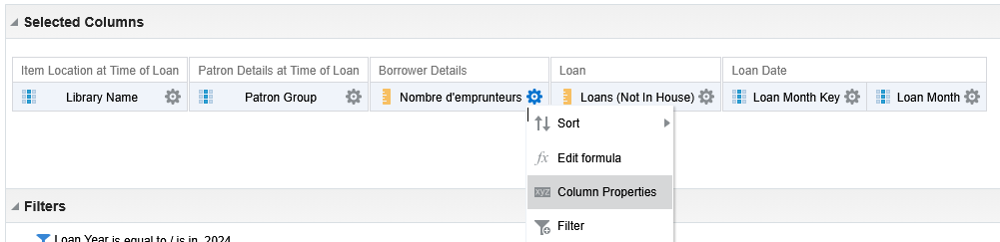 Selected Columns
Item Location at Time of Loan Patron Details at Time of Loan Borrower Details Loan Loan Date
Library Name Patron Group Nombre d'emprunteurs Loans (Not In House) Loan Month Key Loan Month
Sort
fx Edit formula
xyz Column Properties
Filter
Filters
Loan Year is equal to / is in 2024